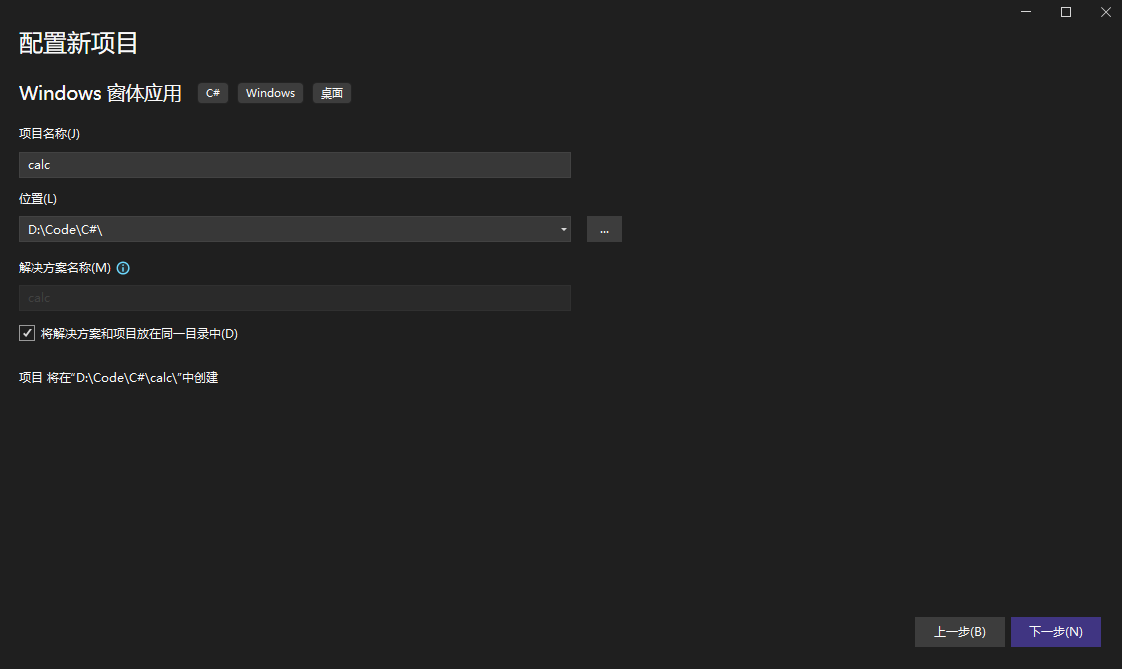 配置新项目
Windows 窗体应用 C# Windows 桌面
项目名称(J)
calc
位置(L)
D:\Code\C#\ ...
解决方案名称(M)
calc
将解决方案和项目放在同一目录中(D)
项目 将在“D:\Code\C#\calc\”中创建
上一步(B) 下一步(N)